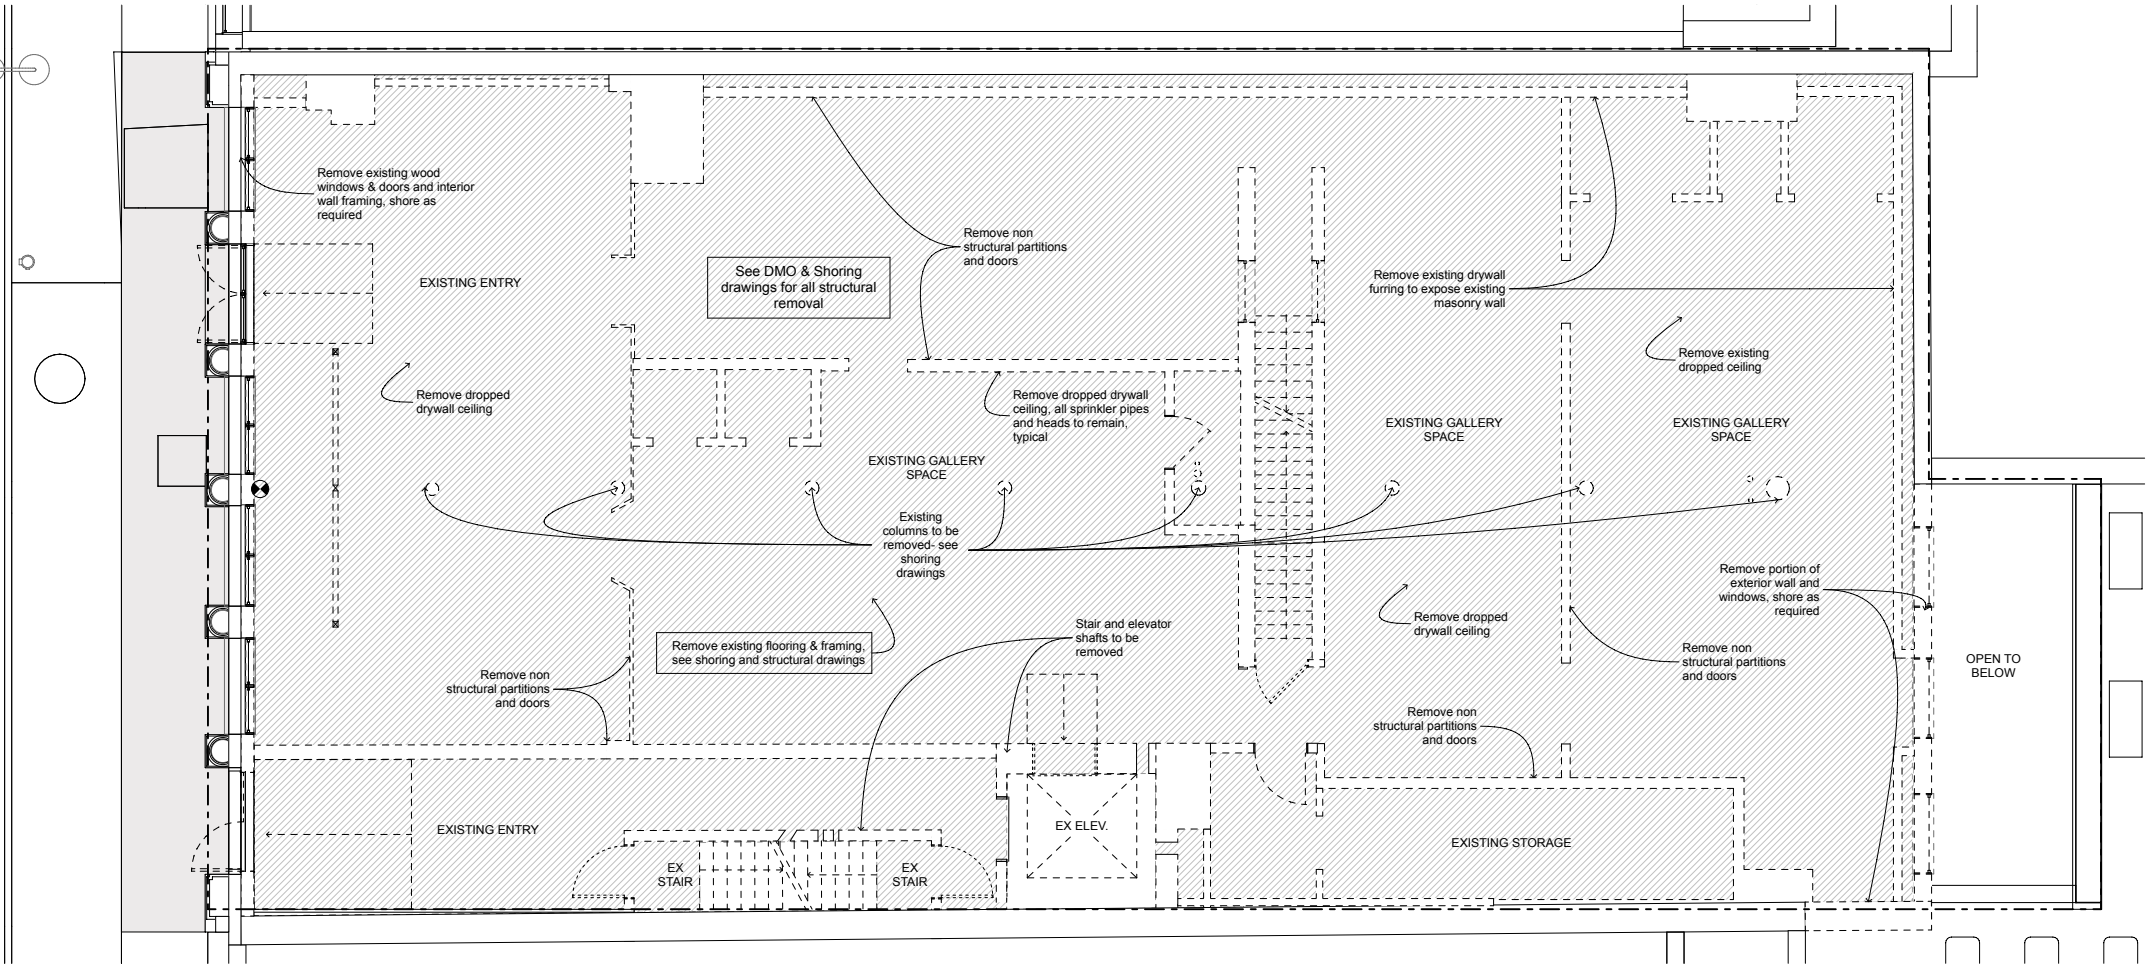 Remove existing wood
windows & doors and interior
wall framing, shore as
required
EXISTING ENTRY
See DMO & Shoring
drawings for all structural
removal
Remove non
structural partitions
and doors
Remove existing drywall
furring to expose existing
masonry wall
Remove existing
dropped ceiling
Remove dropped
drywall ceiling
Remove dropped drywall
ceiling, all sprinkler pipes
and heads to remain,
typical
EXISTING GALLERY
SPACE
EXISTING GALLERY
SPACE
EXISTING GALLERY
SPACE
Existing
columns to be
removed- see
shoring
drawings
Remove portion of
exterior wall and
windows, shore as
required
Remove dropped
drywall ceiling
Stair and elevator
shafts to be
removed
Remove existing flooring & framing,
see shoring and structural drawings
Remove non
structural partitions
and doors
OPEN TO
BELOW
Remove non
structural partitions
and doors
Remove non
structural partitions
and doors
EXISTING ENTRY
EX ELEV.
EXISTING STORAGE
EX
STAIR
EX
STAIR